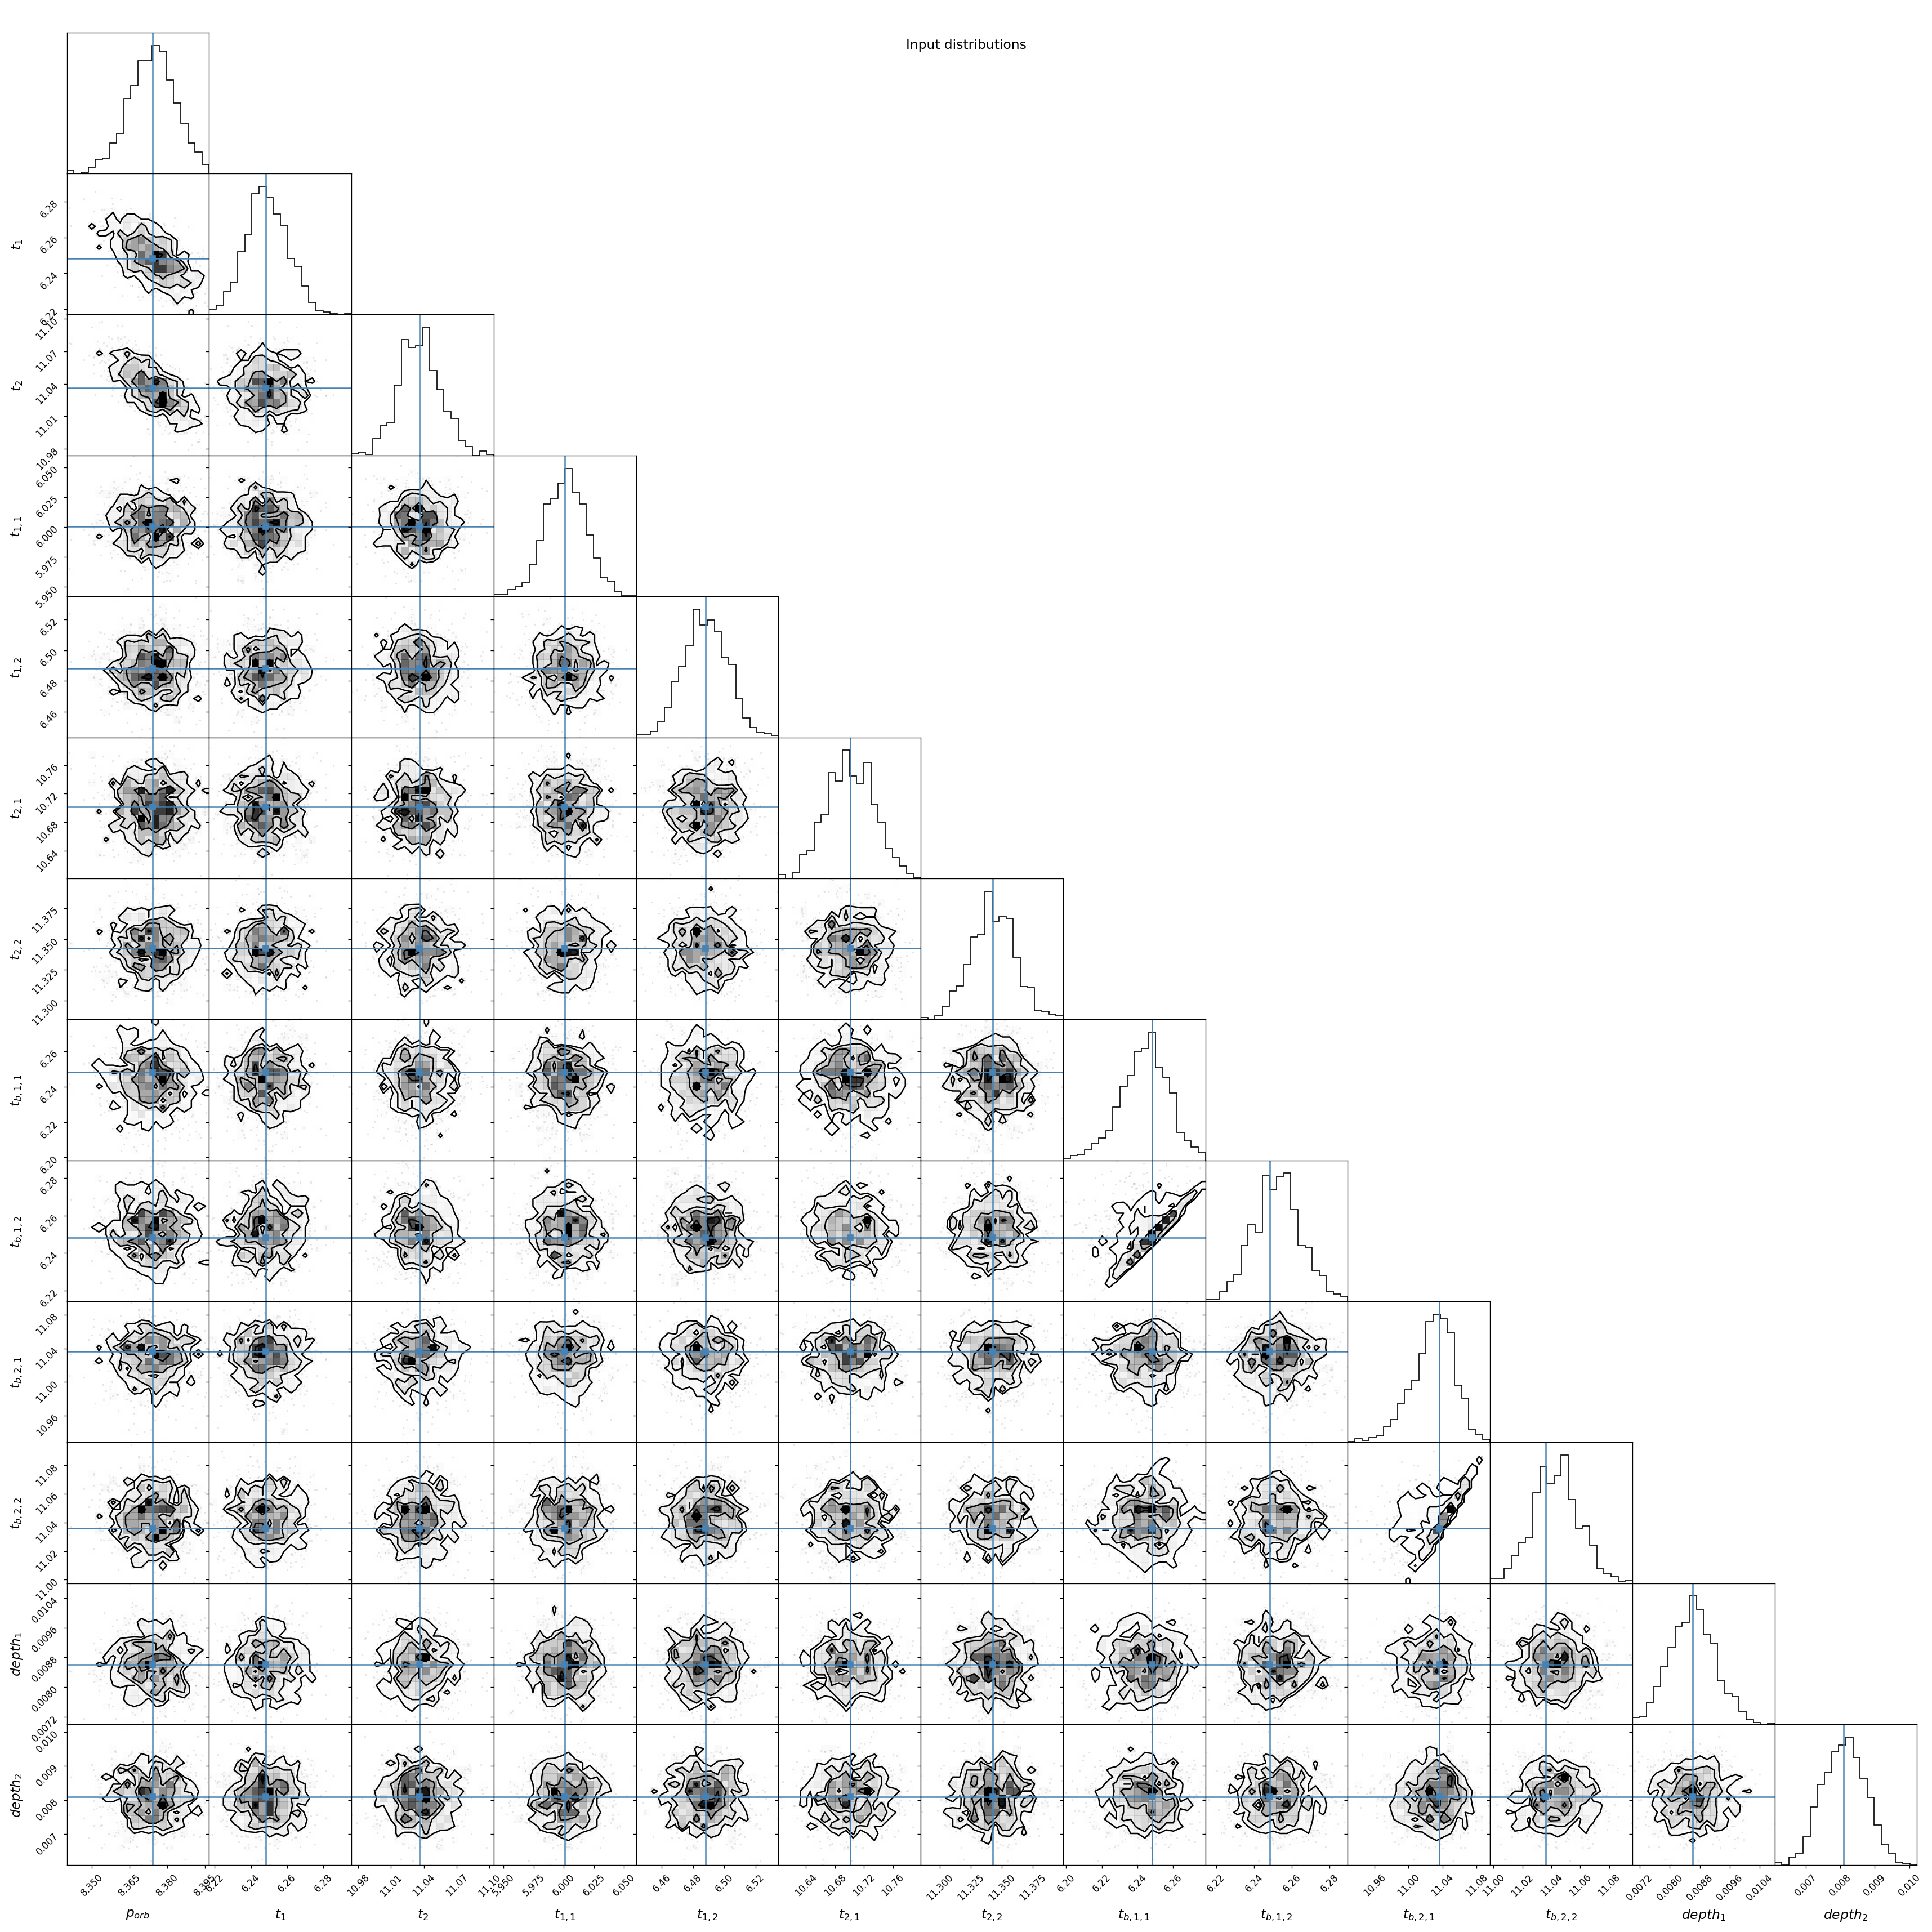 Input distributions
t1
6.28
6.26
6.24
6.22
t2
11.10
11.07
11.04
11.01
10.98
t1,1
6.050
6.025
6.000
5.975
5.950
t1,2
6.52
6.50
6.48
6.46
t2,1
10.76
10.72
10.68
10.64
t2,2
11.375
11.350
11.325
11.300
tb,1,1
6.26
6.24
6.22
6.20
tb,1,2
6.28
6.26
6.24
6.22
tb,2,1
11.08
11.04
11.00
10.96
tb,2,2
11.08
11.06
11.04
11.02
11.00
depth1
0.0104
0.0096
0.0088
0.0080
0.0072
depth2
0.010
0.009
0.008
0.007
8.350 8.365 8.380 8.395
6.22 6.24 6.26 6.28
10.98 11.01 11.04 11.07 11.10
5.950 5.975 6.000 6.025 6.050
6.46 6.48 6.50 6.52
10.64 10.68 10.72 10.76
11.300 11.325 11.350 11.375
6.20 6.22 6.24 6.26
6.22 6.24 6.26 6.28
10.96 11.00 11.04 11.08
11.00 11.02 11.04 11.06 11.08
0.0072 0.0080 0.0088 0.0096 0.0104
0.007 0.008 0.009 0.010
porb t1 t2 t1,1 t1,2 t2,1 t2,2 tb,1,1 tb,1,2 tb,2,1 tb,2,2 depth1 depth2